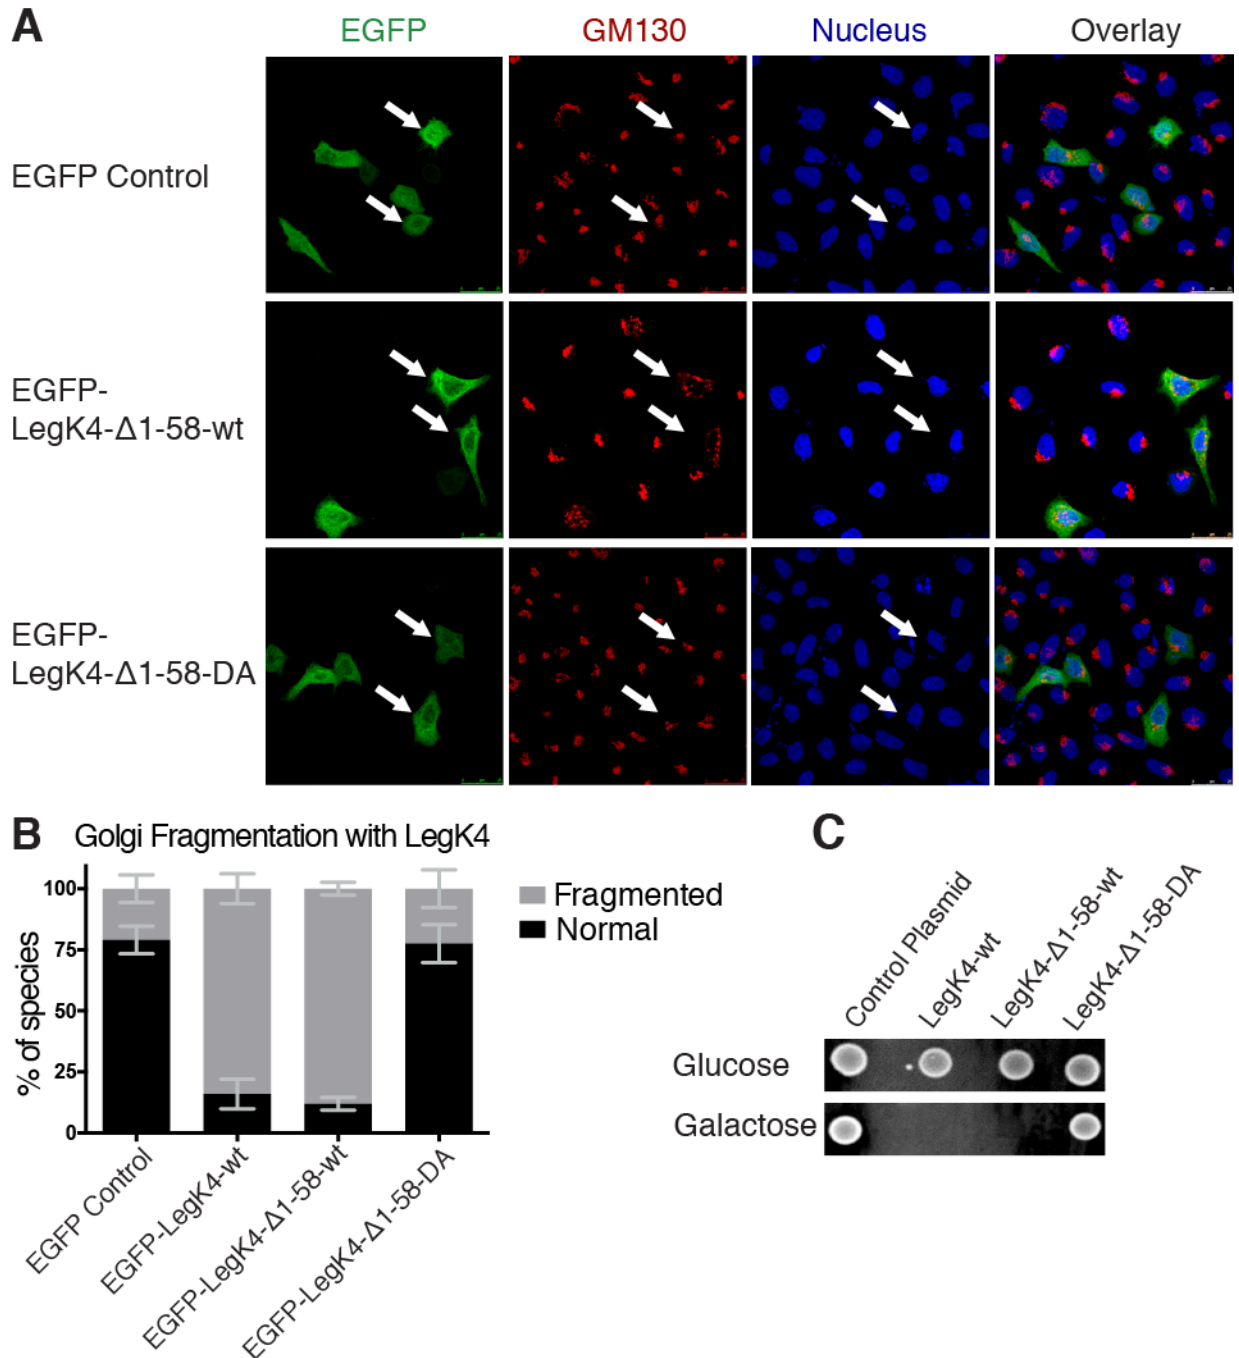 A
EGFP
GM130
Nucleus
Overlay
EGFP Control
EGFP-
LegK4-Δ1-58-wt
EGFP-
LegK4-Δ1-58-DA
B
Golgi Fragmentation with LegK4
% of species
100
75
50
25
0
Fragmented
Normal
EGFP Control
EGFP-LegK4-wt
EGFP-LegK4-Δ1-58-wt
EGFP-LegK4-Δ1-58-DA
C
Control Plasmid
LegK4-wt
LegK4-Δ1-58-wt
LegK4-Δ1-58-DA
Glucose
Galactose